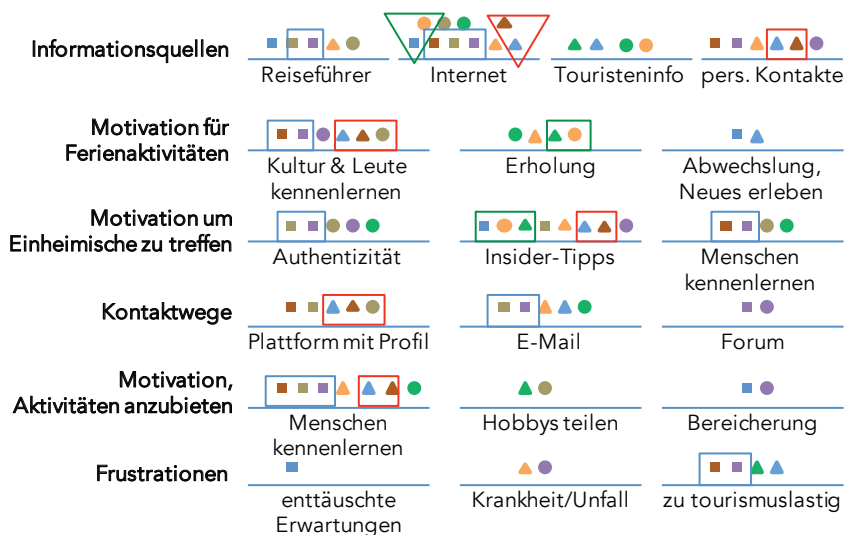 Informationsquellen
Reiseführer
Internet
Touristeninfo
pers. Kontakte
Motivation für
Ferienaktivitäten
Kultur & Leute
kennenlernen
Erholung
Abwechslung,
Neues erleben
Motivation um
Einheimische zu treffen
Authentizität
Insider-Tipps
Menschen
kennenlernen
Kontaktwege
Plattform mit Profil
E-Mail
Forum
Motivation,
Aktivitäten anzubieten
Menschen
kennenlernen
Hobbys teilen
Bereicherung
Frustrationen
enttäuschte
Erwartungen
Krankheit/Unfall
zu tourismuslastig